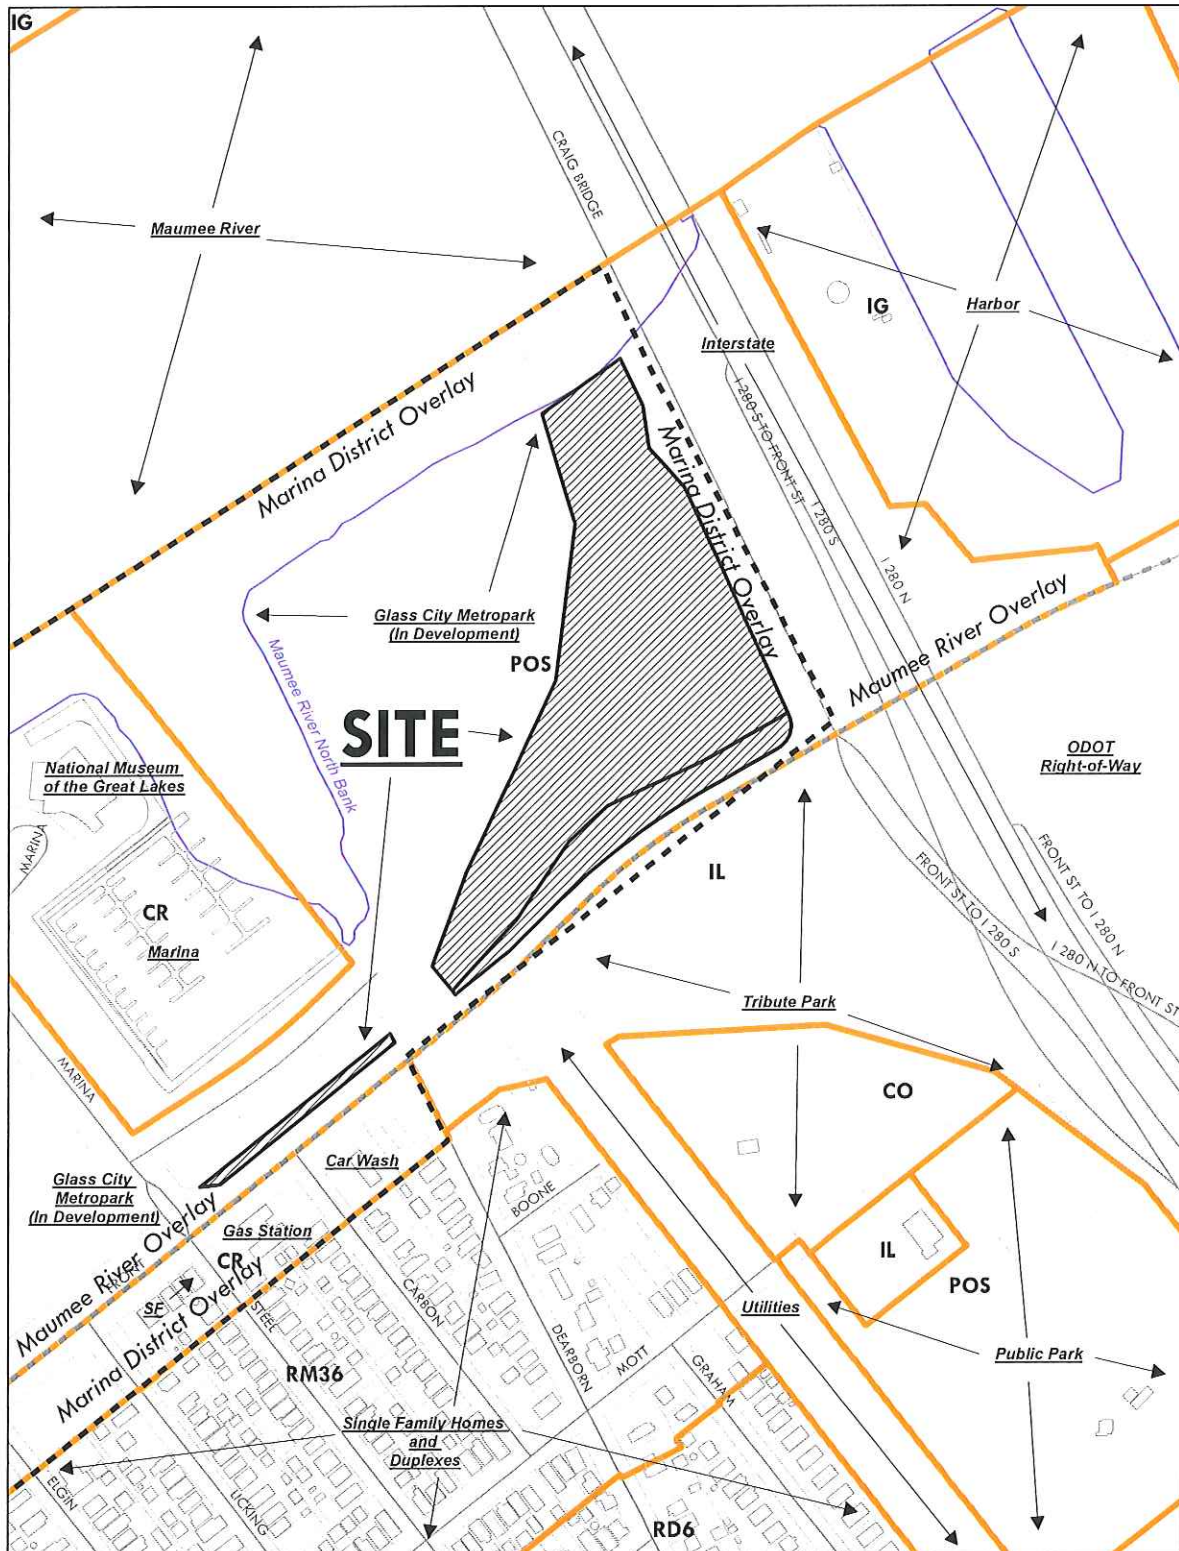 IG
CRAIG BRIDGE
Maumee River
Harbor
IG
Interstate
Marina District Overlay
I 280 S TO FRONT ST
I 280 S
Marina District Overlay
I 280 N
Maumee River Overlay
Glass City Metropark
(In Development)
POS
Maumee River North Bank
SITE
ODOT
Right-of-Way
National Museum
of the Great Lakes
MARINA
IL
FRONT ST TO I 280 N
FRONT ST TO I 280 S
I 280 N TO FRONT ST
CR
Marina
Tribute Park
MARINA
CO
Car Wash
Glass City
Metropark
(In Development)
BOONE
Gas Station
CR
IL
POS
Maumee River Overlay
FRONT
SF
STEEL
CARBON
Utilities
Marina District Overlay
DEARBORN
MOTT
GRAHAM
Public Park
RM36
Single Family Homes
and
Duplexes
ELGIN
LICKING
RD6